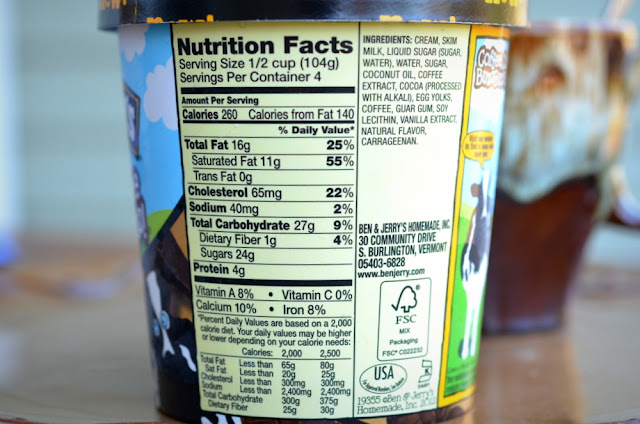 Nutrition Facts
Serving Size 1/2 cup (104g)
Servings Per Container 4
Amount Per Serving
Calories 260 Calories from Fat 140
% Daily Value*
Total Fat 16g 25%
Saturated Fat 11g 55%
Trans Fat 0g
Cholesterol 65mg 22%
Sodium 40mg 2%
Total Carbohydrate 27g 9%
Dietary Fiber 1g 4%
Sugars 24g
Protein 4g
Vitamin A 8% • Vitamin C 0%
Calcium 10% • Iron 8%
*Percent Daily Values are based on a 2,000
calorie diet. Your daily values may be higher
or lower depending on your calorie needs:
Calories: 2,000 2,500
Total Fat Less than 65g 80g
Sat Fat Less than 20g 25g
Cholesterol Less than 300mg 300mg
Sodium Less than 2,400mg 2,400mg
Total Carbohydrate 300g 375g
Dietary Fiber 25g 30g
INGREDIENTS: CREAM, SKIM
MILK, LIQUID SUGAR (SUGAR,
WATER), WATER, SUGAR,
COCONUT OIL, COFFEE
EXTRACT, COCOA (PROCESSED
WITH ALKALI), EGG YOLKS,
COFFEE, GUAR GUM, SOY
LECITHIN, VANILLA EXTRACT,
NATURAL FLAVOR,
CARRAGEENAN.
BEN & JERRY'S HOMEMADE, INC.
30 COMMUNITY DRIVE
S. BURLINGTON, VERMONT
05403-6828
www.benjerry.com
FSC
MIX
Packaging
FSC® C022232
USA
19355 ©Ben & Jerry's
Homemade, Inc.